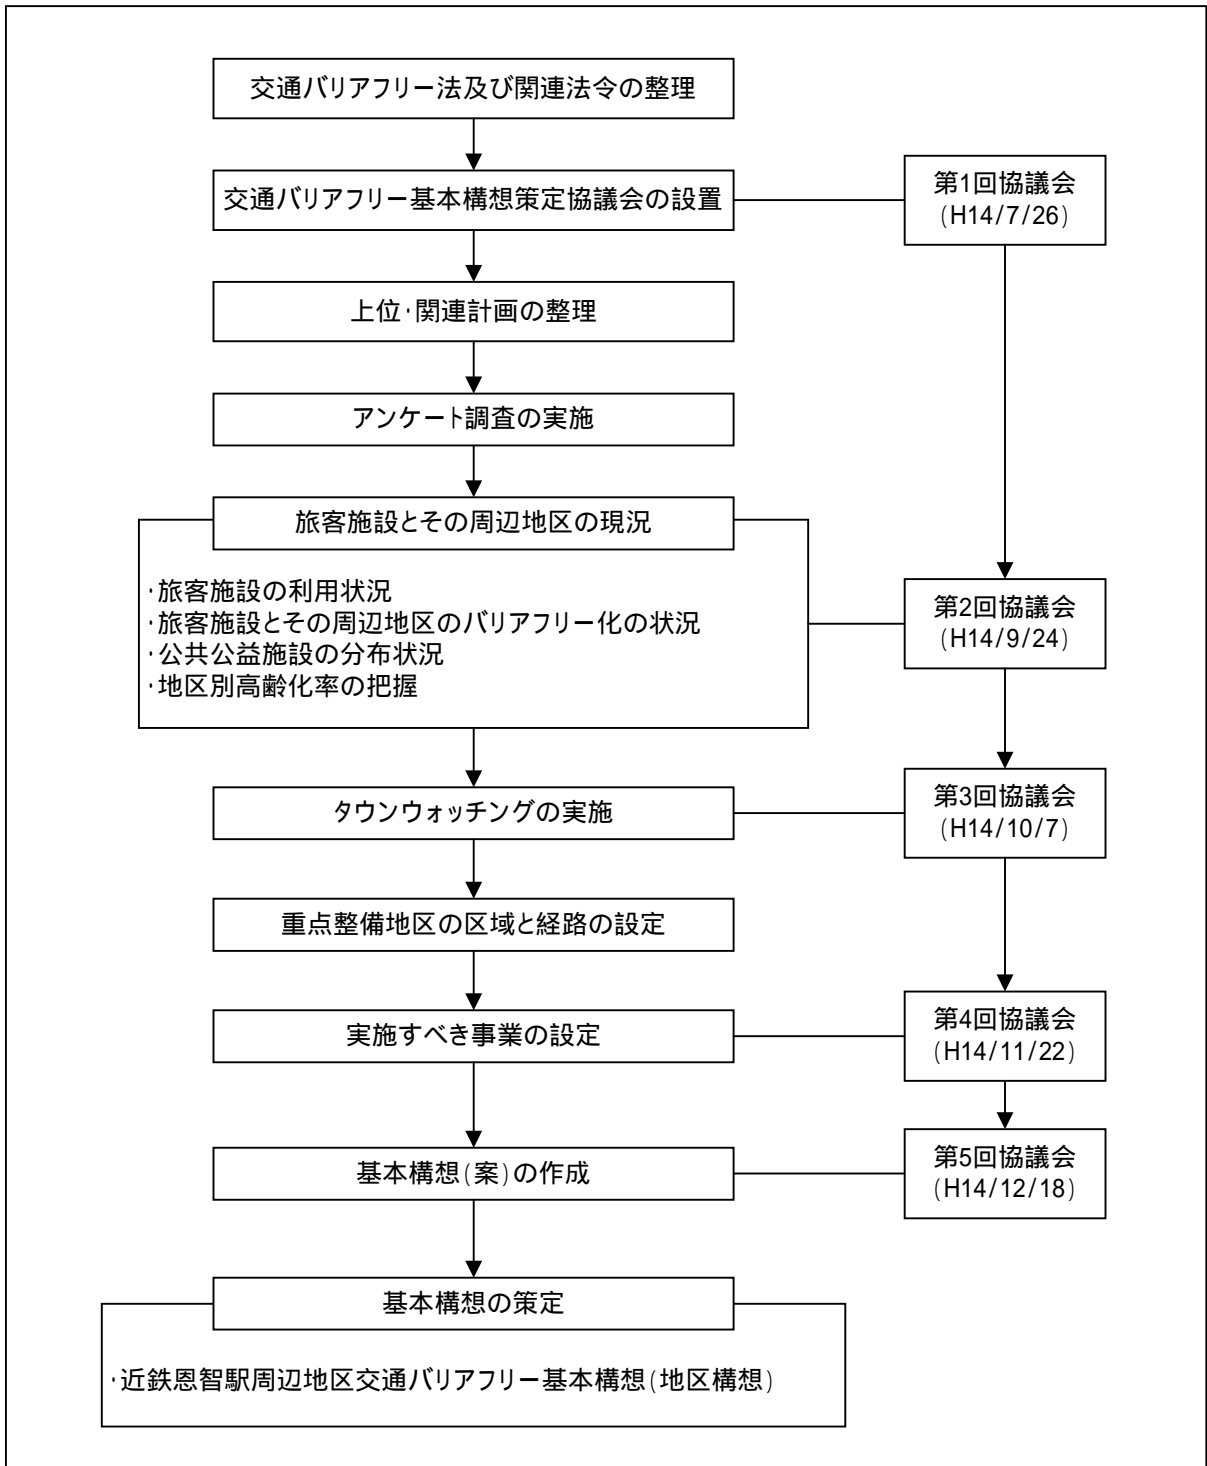 交通バリアフリー法及び関連法令の整理
交通バリアフリー基本構想策定協議会の設置
第1回協議会
(H14/7/26)
上位・関連計画の整理
アンケート調査の実施
旅客施設とその周辺地区の現況
・旅客施設の利用状況
・旅客施設とその周辺地区のバリアフリー化の状況
・公共公益施設の分布状況
・地区別高齢化率の把握
第2回協議会
(H14/9/24)
タウンウォッチングの実施
第3回協議会
(H14/10/7)
重点整備地区の区域と経路の設定
実施すべき事業の設定
第4回協議会
(H14/11/22)
基本構想(案)の作成
第5回協議会
(H14/12/18)
基本構想の策定
・近鉄恩智駅周辺地区交通バリアフリー基本構想(地区構想)